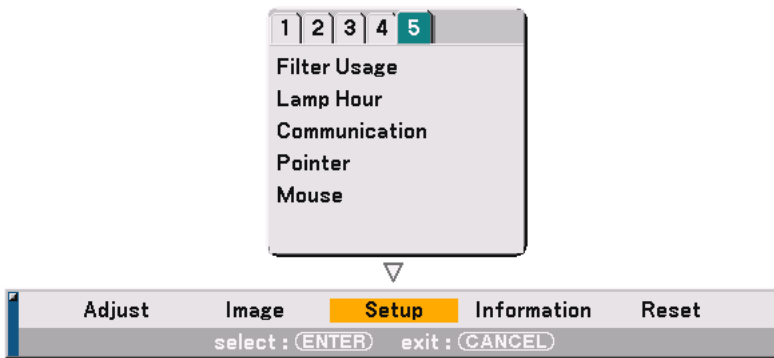 1 2 3 4 5
Filter Usage
Lamp Hour
Communication
Pointer
Mouse
Adjust Image Setup Information Reset
select : ENTER exit : CANCEL